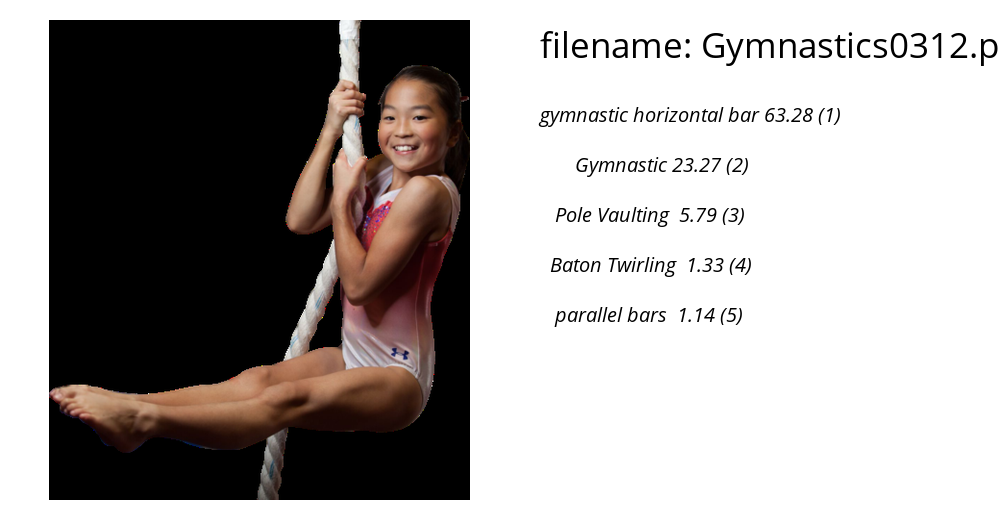 filename: Gymnastics0312.p
gymnastic horizontal bar 63.28 (1)
Gymnastic 23.27 (2)
Pole Vaulting 5.79 (3)
Baton Twirling 1.33 (4)
parallel bars 1.14 (5)